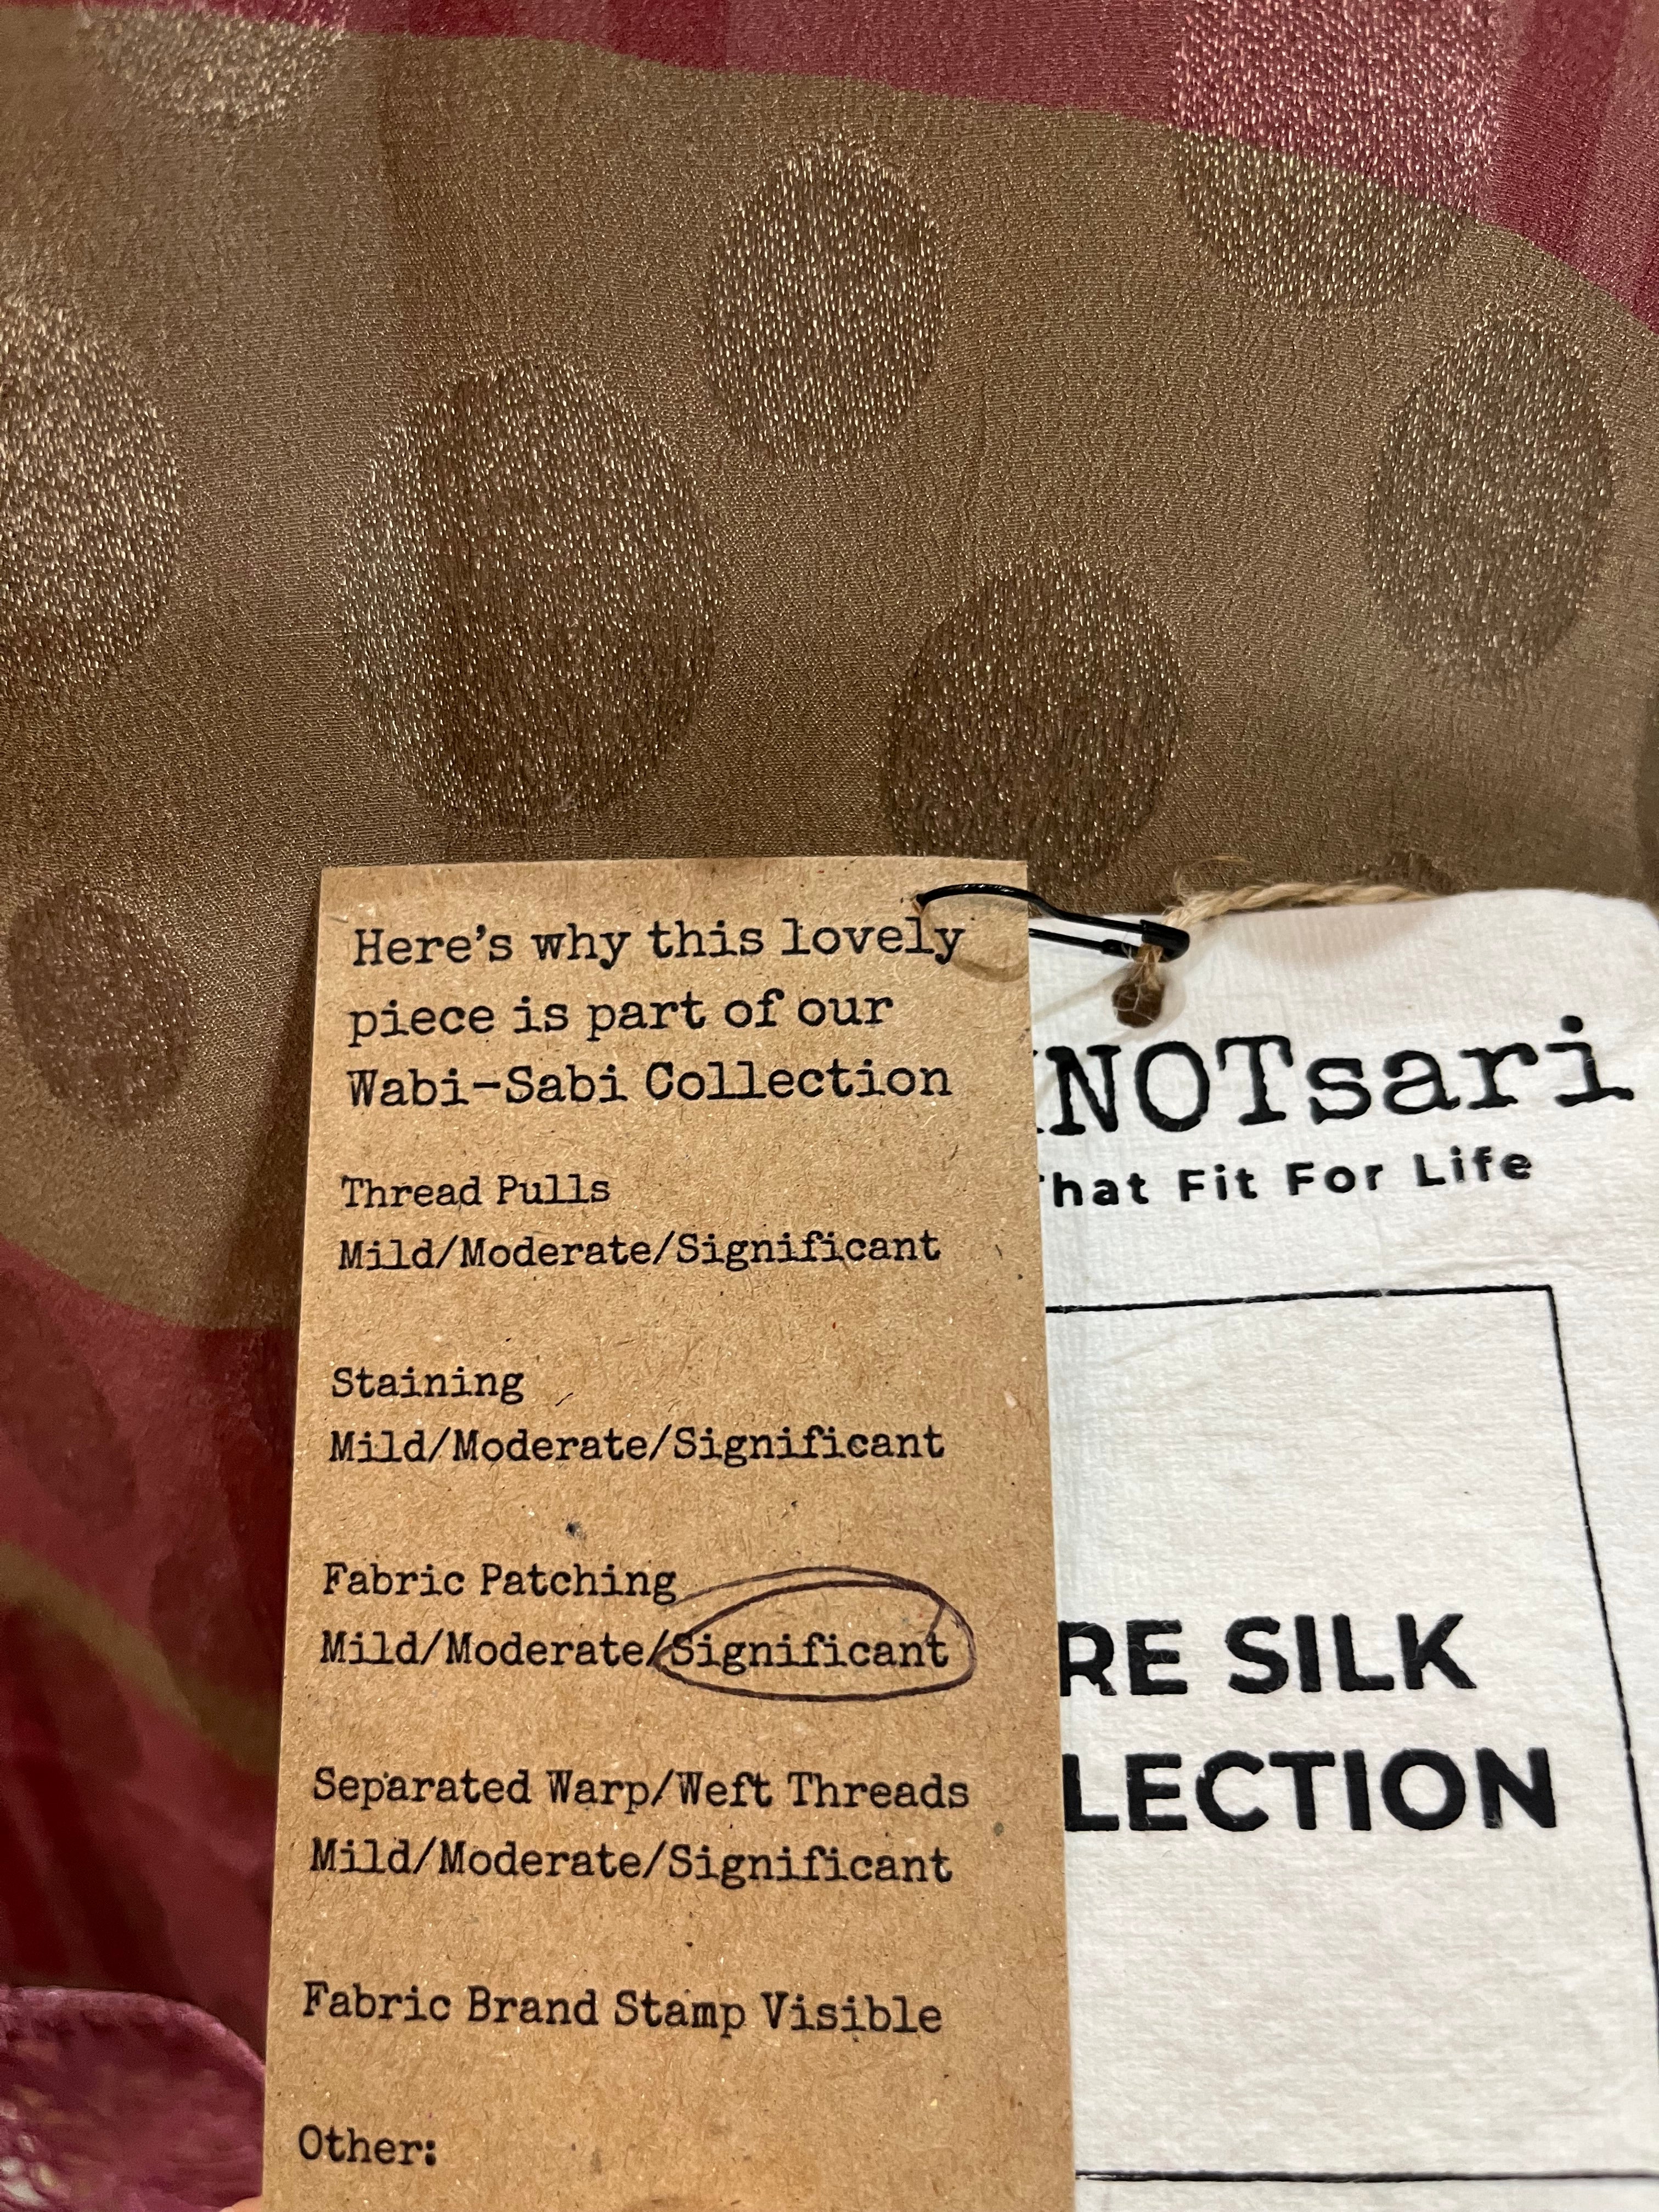 Here's why this lovely
piece is part of our
Wabi-Sabi Collection
Thread Pulls
Mild/Moderate/Significant
Staining
Mild/Moderate/Significant
Fabric Patching
Mild/Moderate/Significant
Separated Warp/Weft Threads
Mild/Moderate/Significant
Fabric Brand Stamp Visible
Other:
NOTsari
hat Fit For Life
RE SILK
LECTION